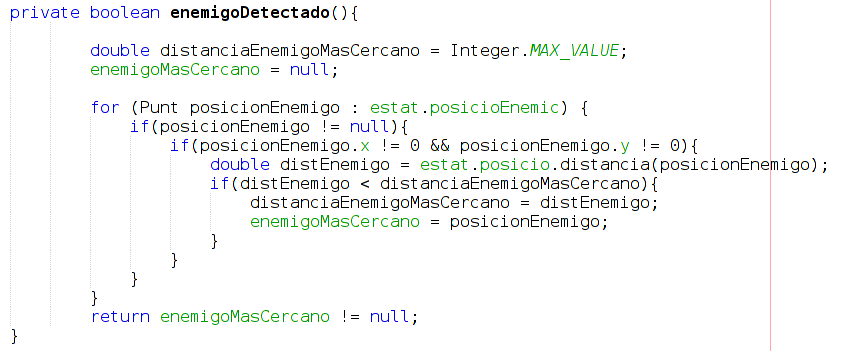 private boolean enemigoDetectado(){
double distanciaEnemigoMasCercano = Integer.MAX_VALUE;
enemigoMasCercano = null;
for (Punt posicionEnemigo : estat.posicioEnemic) {
if(posicionEnemigo != null){
if(posicionEnemigo.x != 0 && posicionEnemigo.y != 0){
double distEnemigo = estat.posicio.distancia(posicionEnemigo);
if(distEnemigo < distanciaEnemigoMasCercano){
distanciaEnemigoMasCercano = distEnemigo;
enemigoMasCercano = posicionEnemigo;
}
}
}
}
return enemigoMasCercano != null;
}